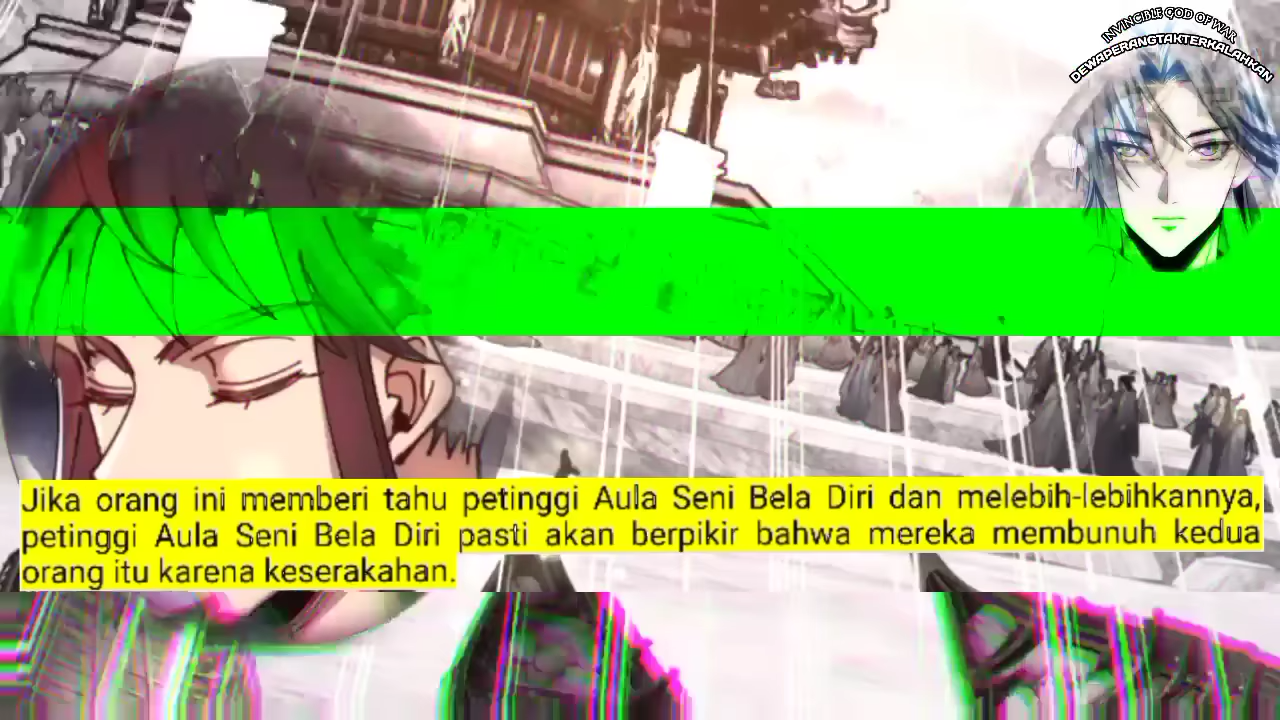 INVINCIBLE GOD OF WAR
DEWAPERANGTAKTERKALAHKAN
Jika orang ini memberi tahu petinggi Aula Seni Bela Diri dan melebih-lebihkannya,
petinggi Aula Seni Bela Diri pasti akan berpikir bahwa mereka membunuh kedua
orang itu karena keserakahan.